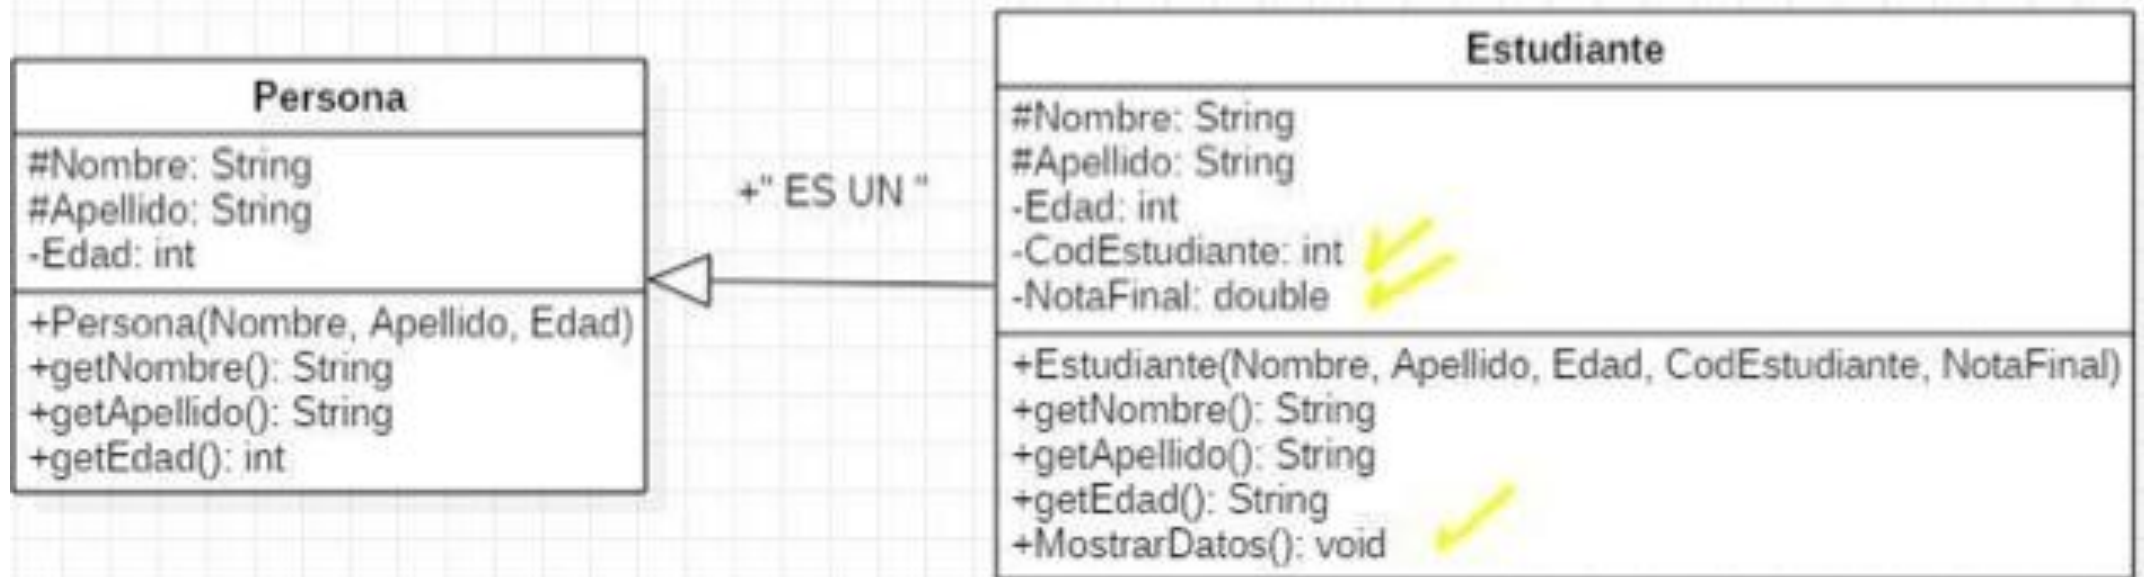 Persona
#Nombre: String
#Apellido: String
-Edad: int
+Persona(Nombre, Apellido, Edad)
+getNombre(): String
+getApellido(): String
+getEdad(): int
+" ES UN "
Estudiante
#Nombre: String
#Apellido: String
-Edad: int
-CodEstudiante: int
-NotaFinal: double
+Estudiante(Nombre, Apellido, Edad, CodEstudiante, NotaFinal)
+getNombre(): String
+getApellido(): String
+getEdad(): String
+MostrarDatos(): void